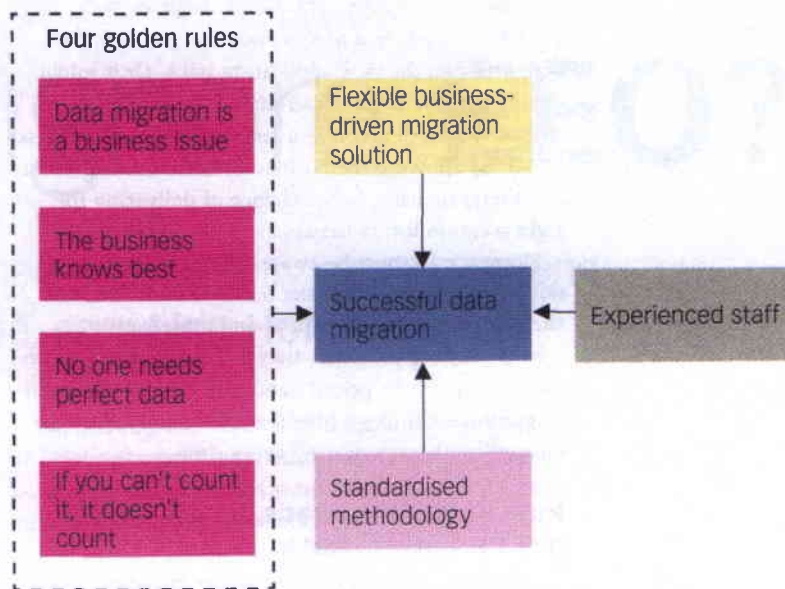 Four golden rules
Data migration is
a business issue
The business
knows best
No one needs
perfect data
If you can't count
it, it doesn't
count
Flexible business-
driven migration
solution
Successful data
migration
Experienced staff
Standardised
methodology